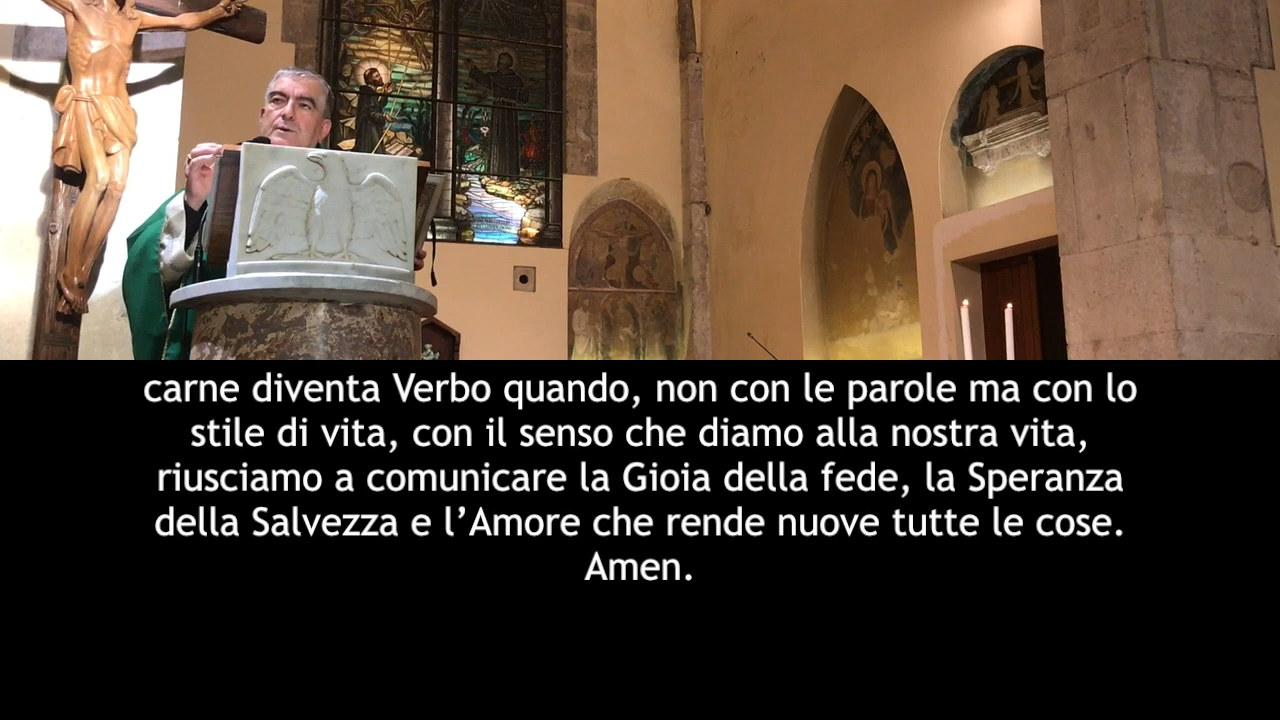 carne diventa Verbo quando, non con le parole ma con lo
stile di vita, con il senso che diamo alla nostra vita,
riusciamo a comunicare la Gioia della fede, la Speranza
della Salvezza e l’Amore che rende nuove tutte le cose.
Amen.